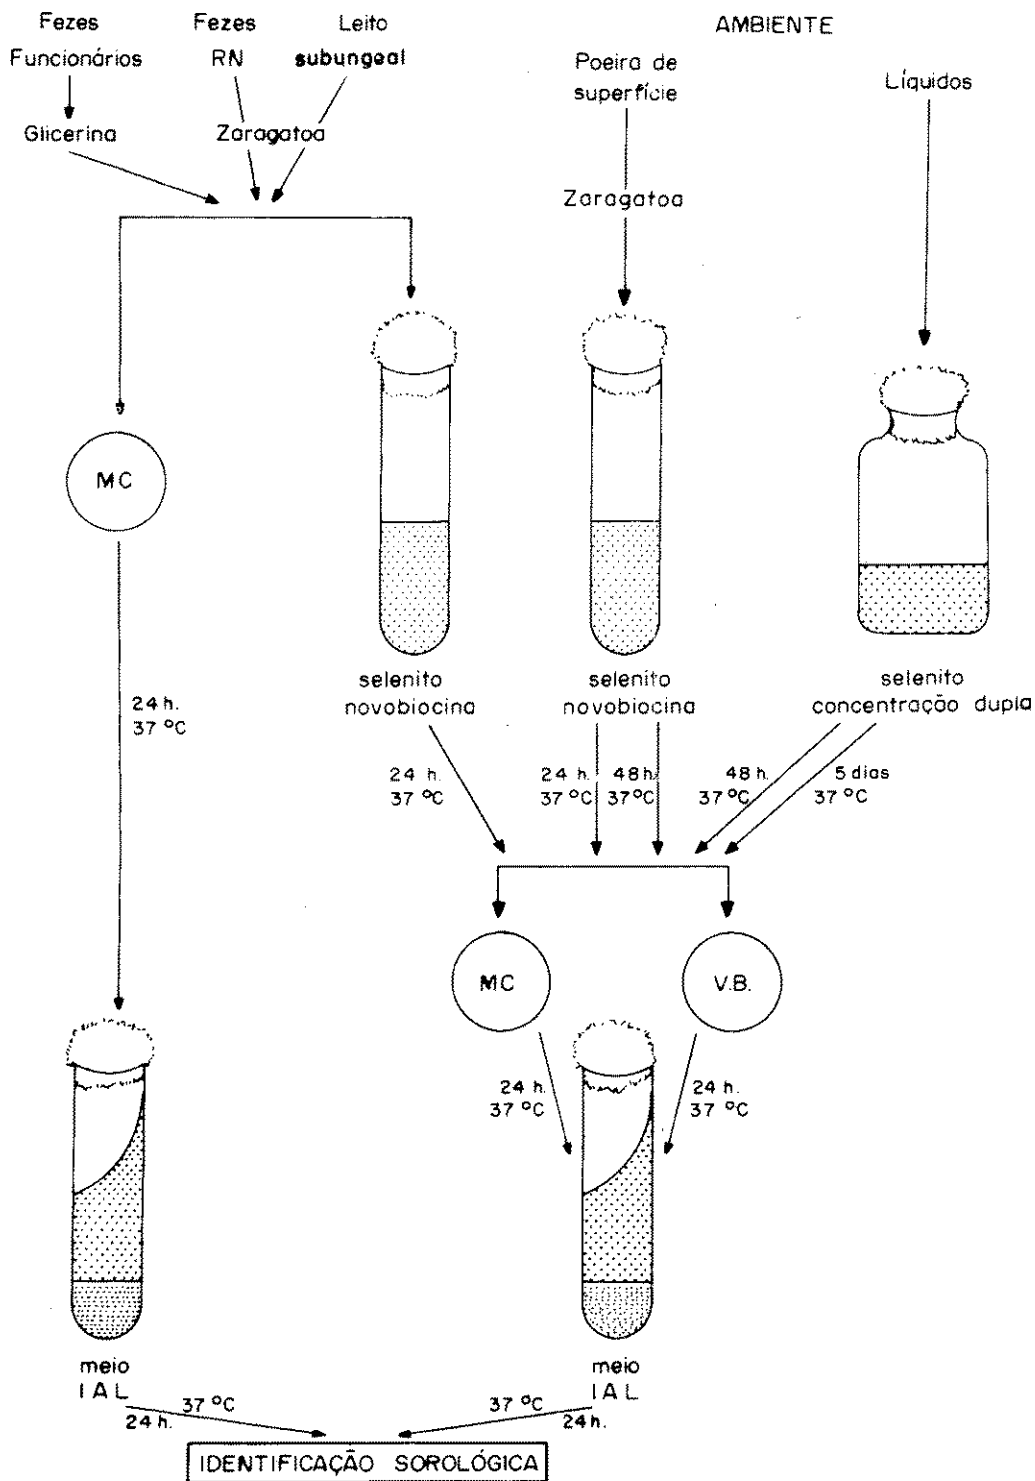 Fezes
Funcionários
Fezes
RN
Leito
subungeal
AMBIENTE
Poeira de
superfície
Líquidos
Glicerina
Zaragatoa
Zaragatoa
MC
selenito
novobiocina
selenito
novobiocina
selenito
concentração dupla
24 h.
37 °C
24 h.
37 °C
24 h.
37 °C
48 h.
37 °C
48 h.
37 °C
5 dias
37 °C
MC
V.B.
24 h.
37 °C
24 h.
37 °C
meio
IAL
meio
IAL
37 °C
24 h.
37 °C
24 h.
IDENTIFICAÇÃO SOROLÓGICA